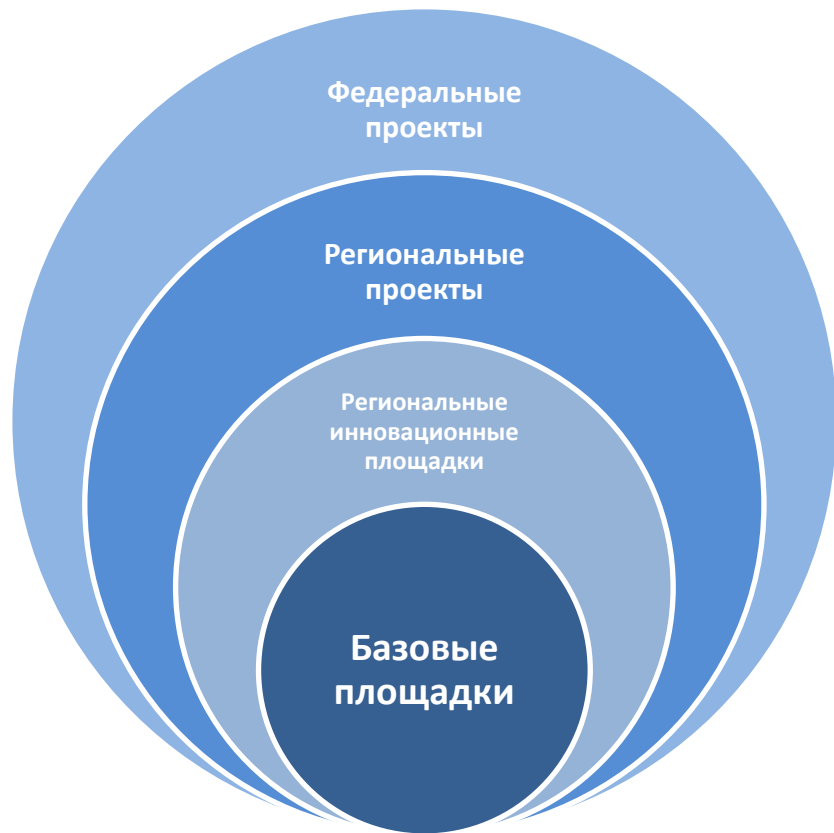 Федеральные
проекты
Региональные
проекты
Региональные
инновационные
площадки
Базовые
площадки